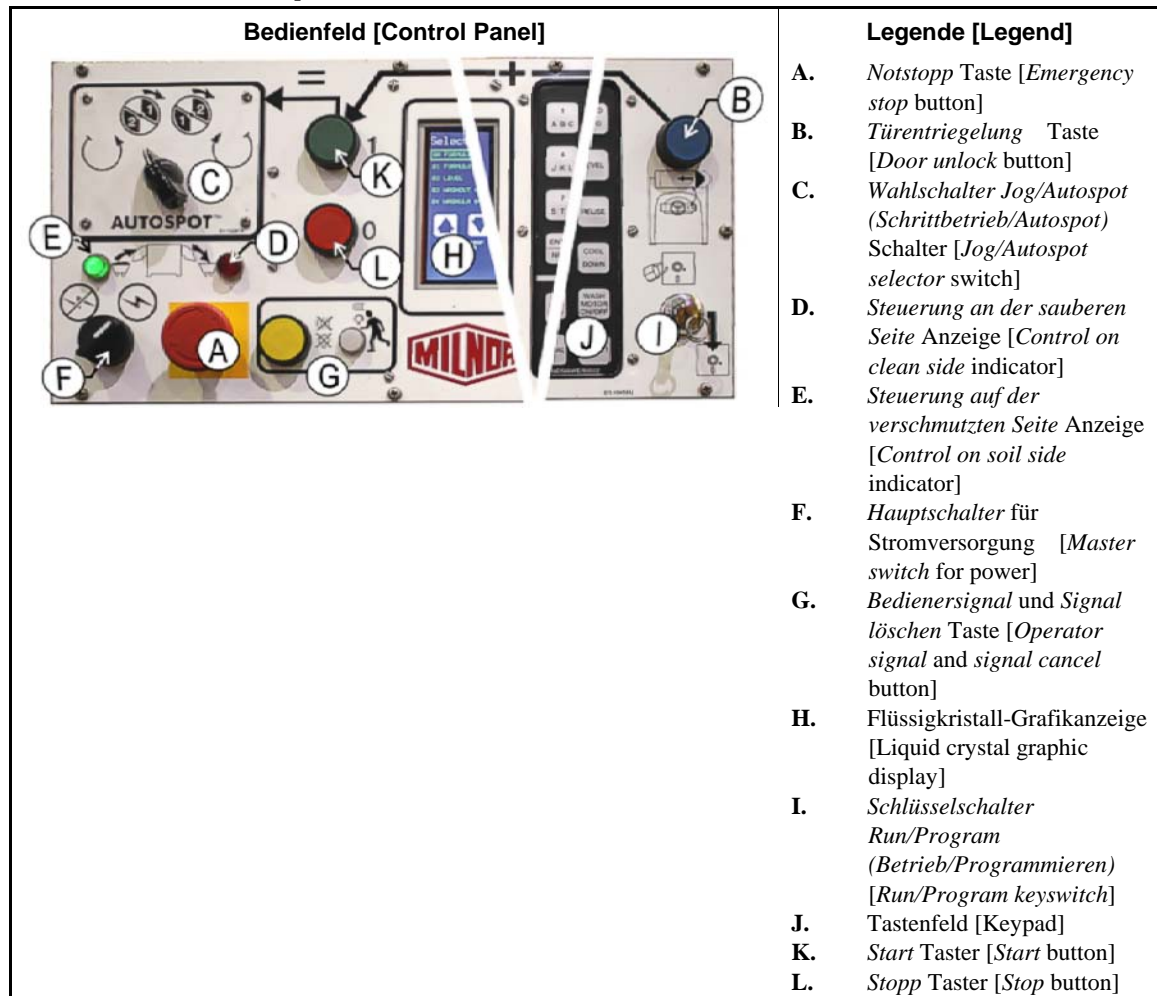 Bedienfeld [Control Panel]
=
+
B
1
K
C
Select
AUTOSPOT™
E
D
0
L
H
F
A
G
MILNOR
J
I
A B C
J K L
LEVEL
REUSE
COOL DOWN
WASH MOTOR ON/OFF
Legende [Legend]
A. Notstopp Taste [Emergency
stop button]
B. Türentriegelung Taste
[Door unlock button]
C. Wahlschalter Jog/Autospot
(Schrittbetrieb/Autospot)
Schalter [Jog/Autospot
selector switch]
D. Steuerung an der sauberen
Seite Anzeige [Control on
clean side indicator]
E. Steuerung auf der
verschmutzten Seite Anzeige
[Control on soil side
indicator]
F. Hauptschalter für
Stromversorgung [Master
switch for power]
G. Bedienersignal und Signal
löschen Taste [Operator
signal and signal cancel
button]
H. Flüssigkristall-Grafikanzeige
[Liquid crystal graphic
display]
I. Schlüsselschalter
Run/Program
(Betrieb/Programmieren)
[Run/Program keyswitch]
J. Tastenfeld [Keypad]
K. Start Taster [Start button]
L. Stopp Taster [Stop button]